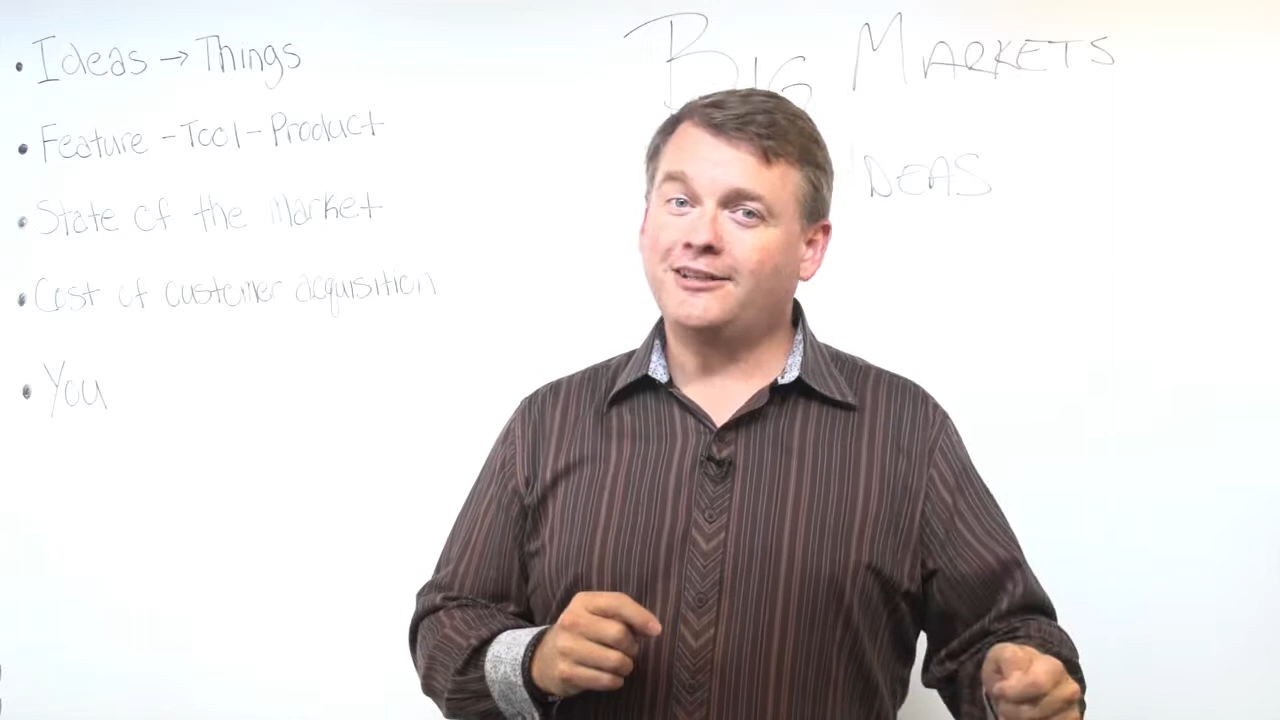 • Ideas → Things
• Feature - Tool - Product
• State of the Market
• Cost of customer acquisition
• You
BIG MARKETS
IDEAS